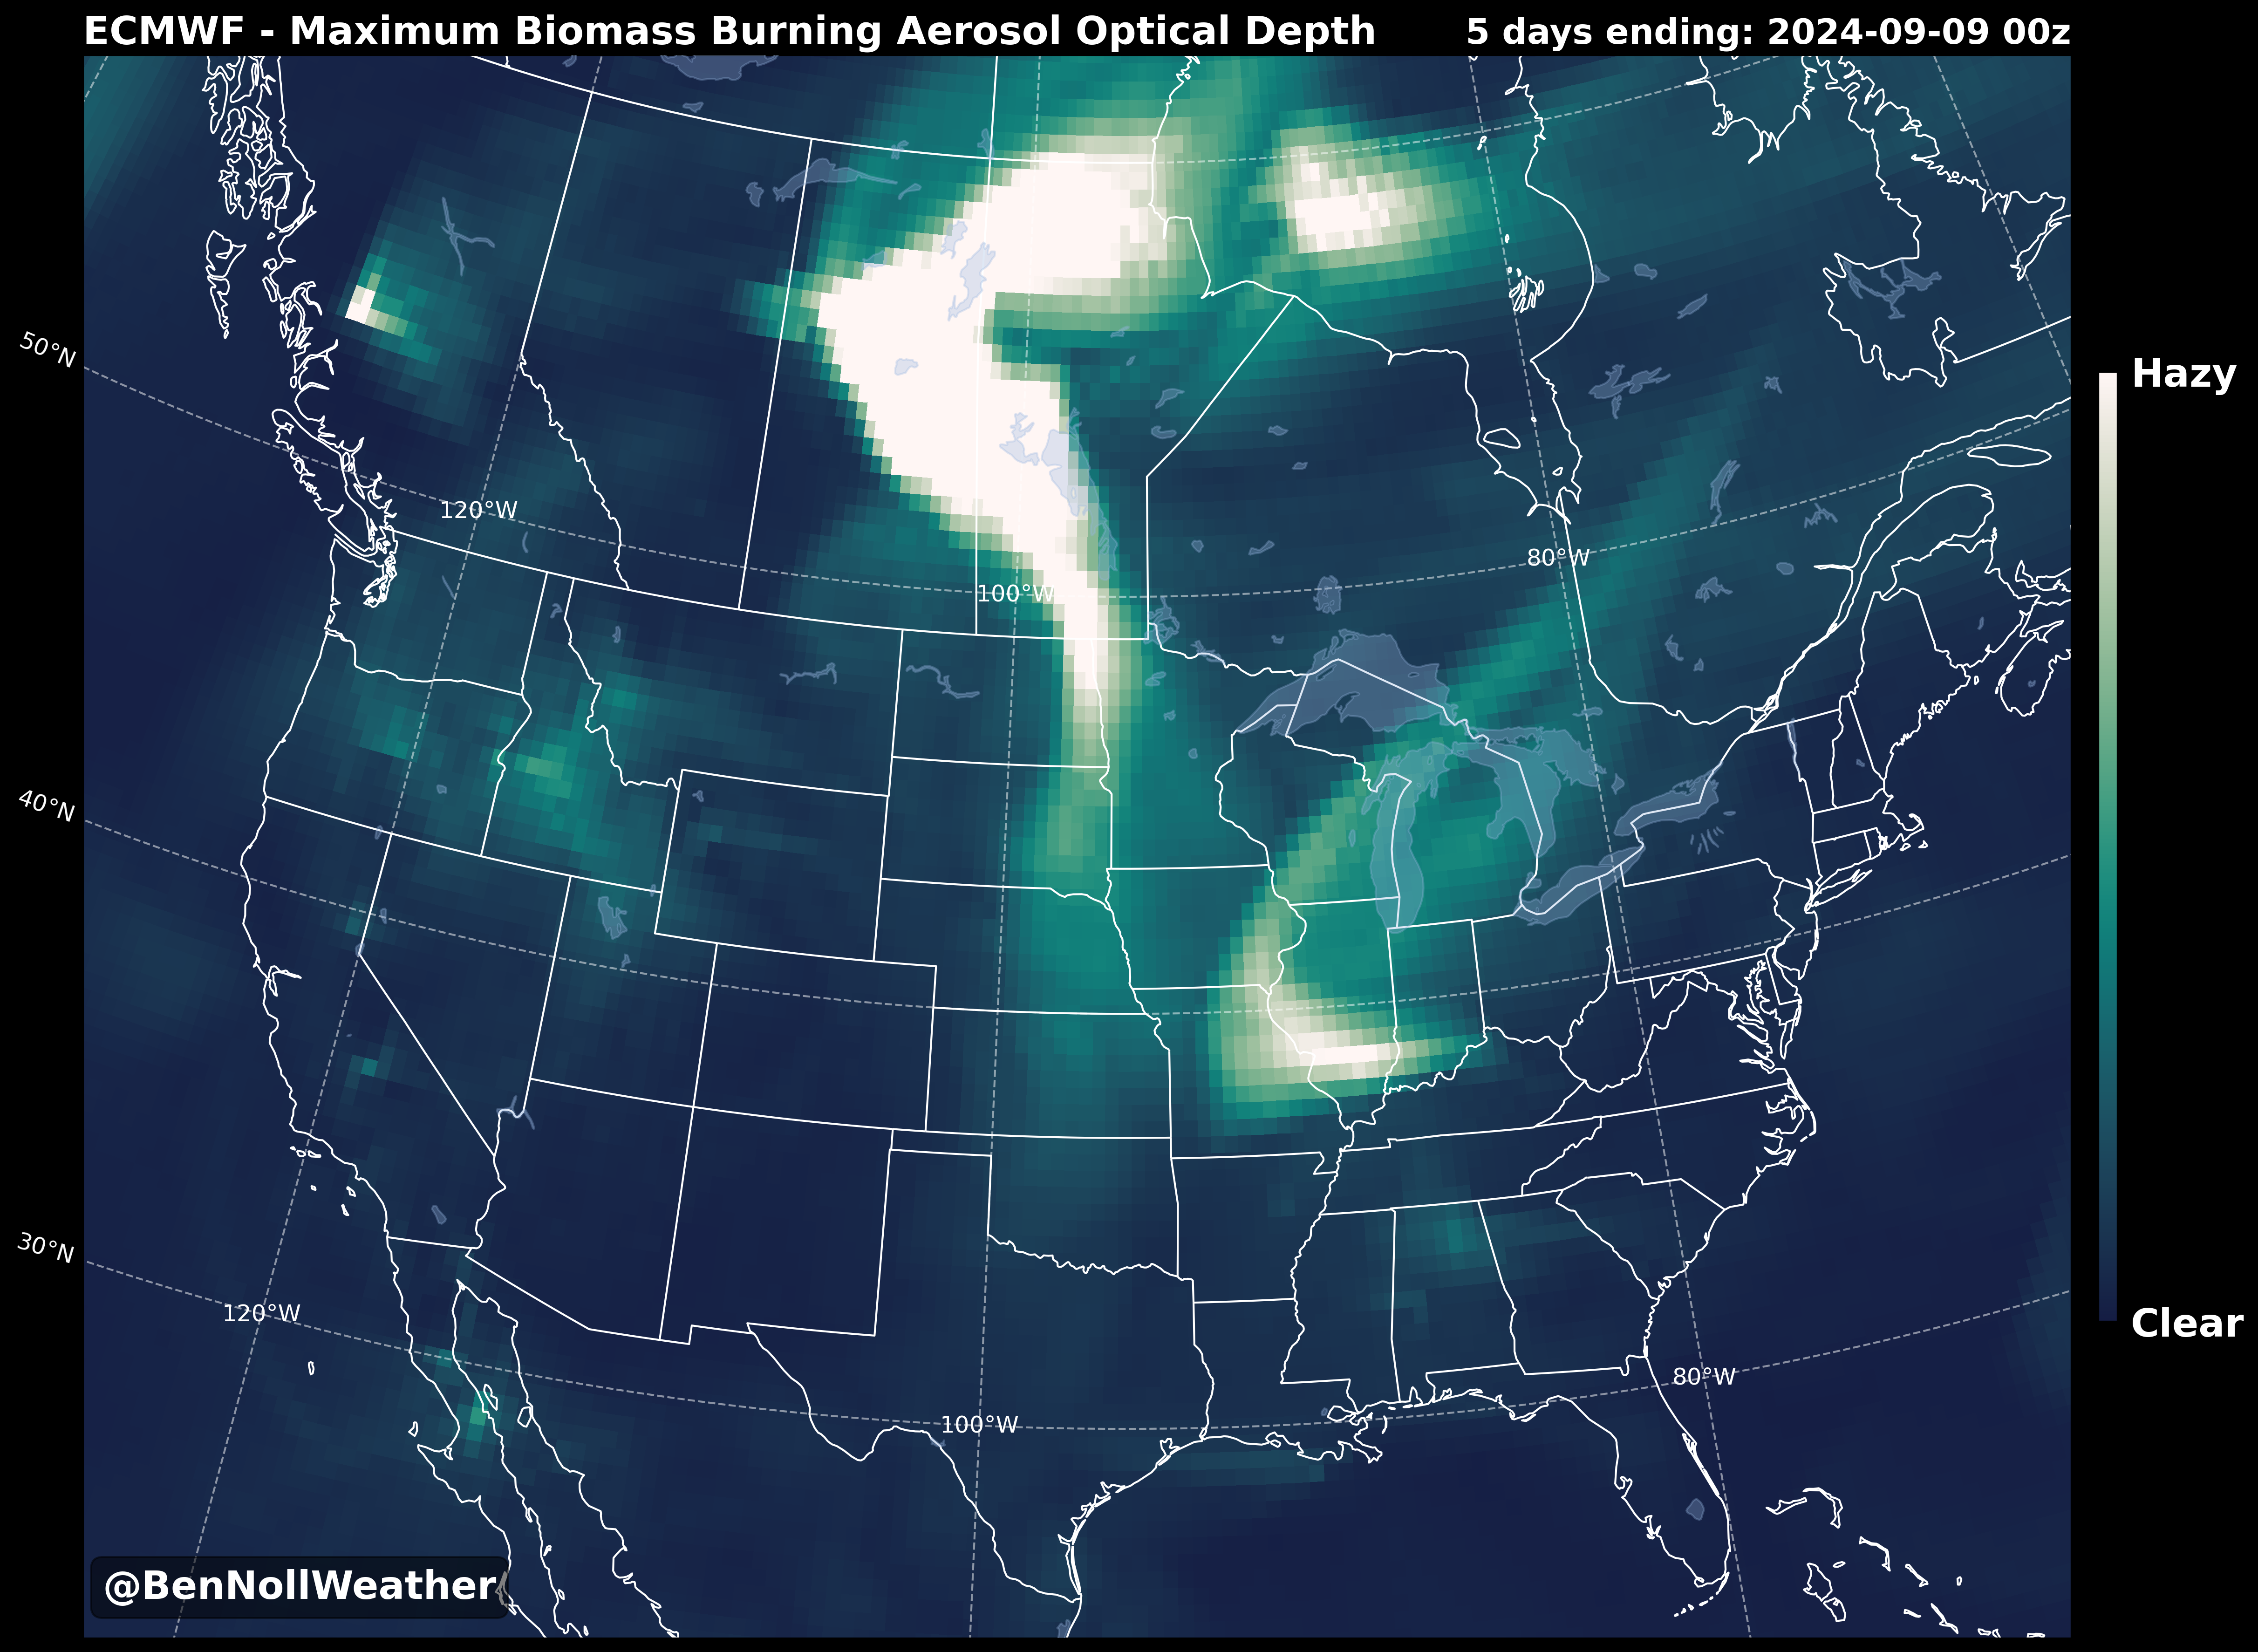 ECMWF - Maximum Biomass Burning Aerosol Optical Depth
5 days ending: 2024-09-09 00z
50°N
Hazy
120°W
80°W
100°W
40°N
30°N
120°W
Clear
80°W
100°W
@BenNollWeather